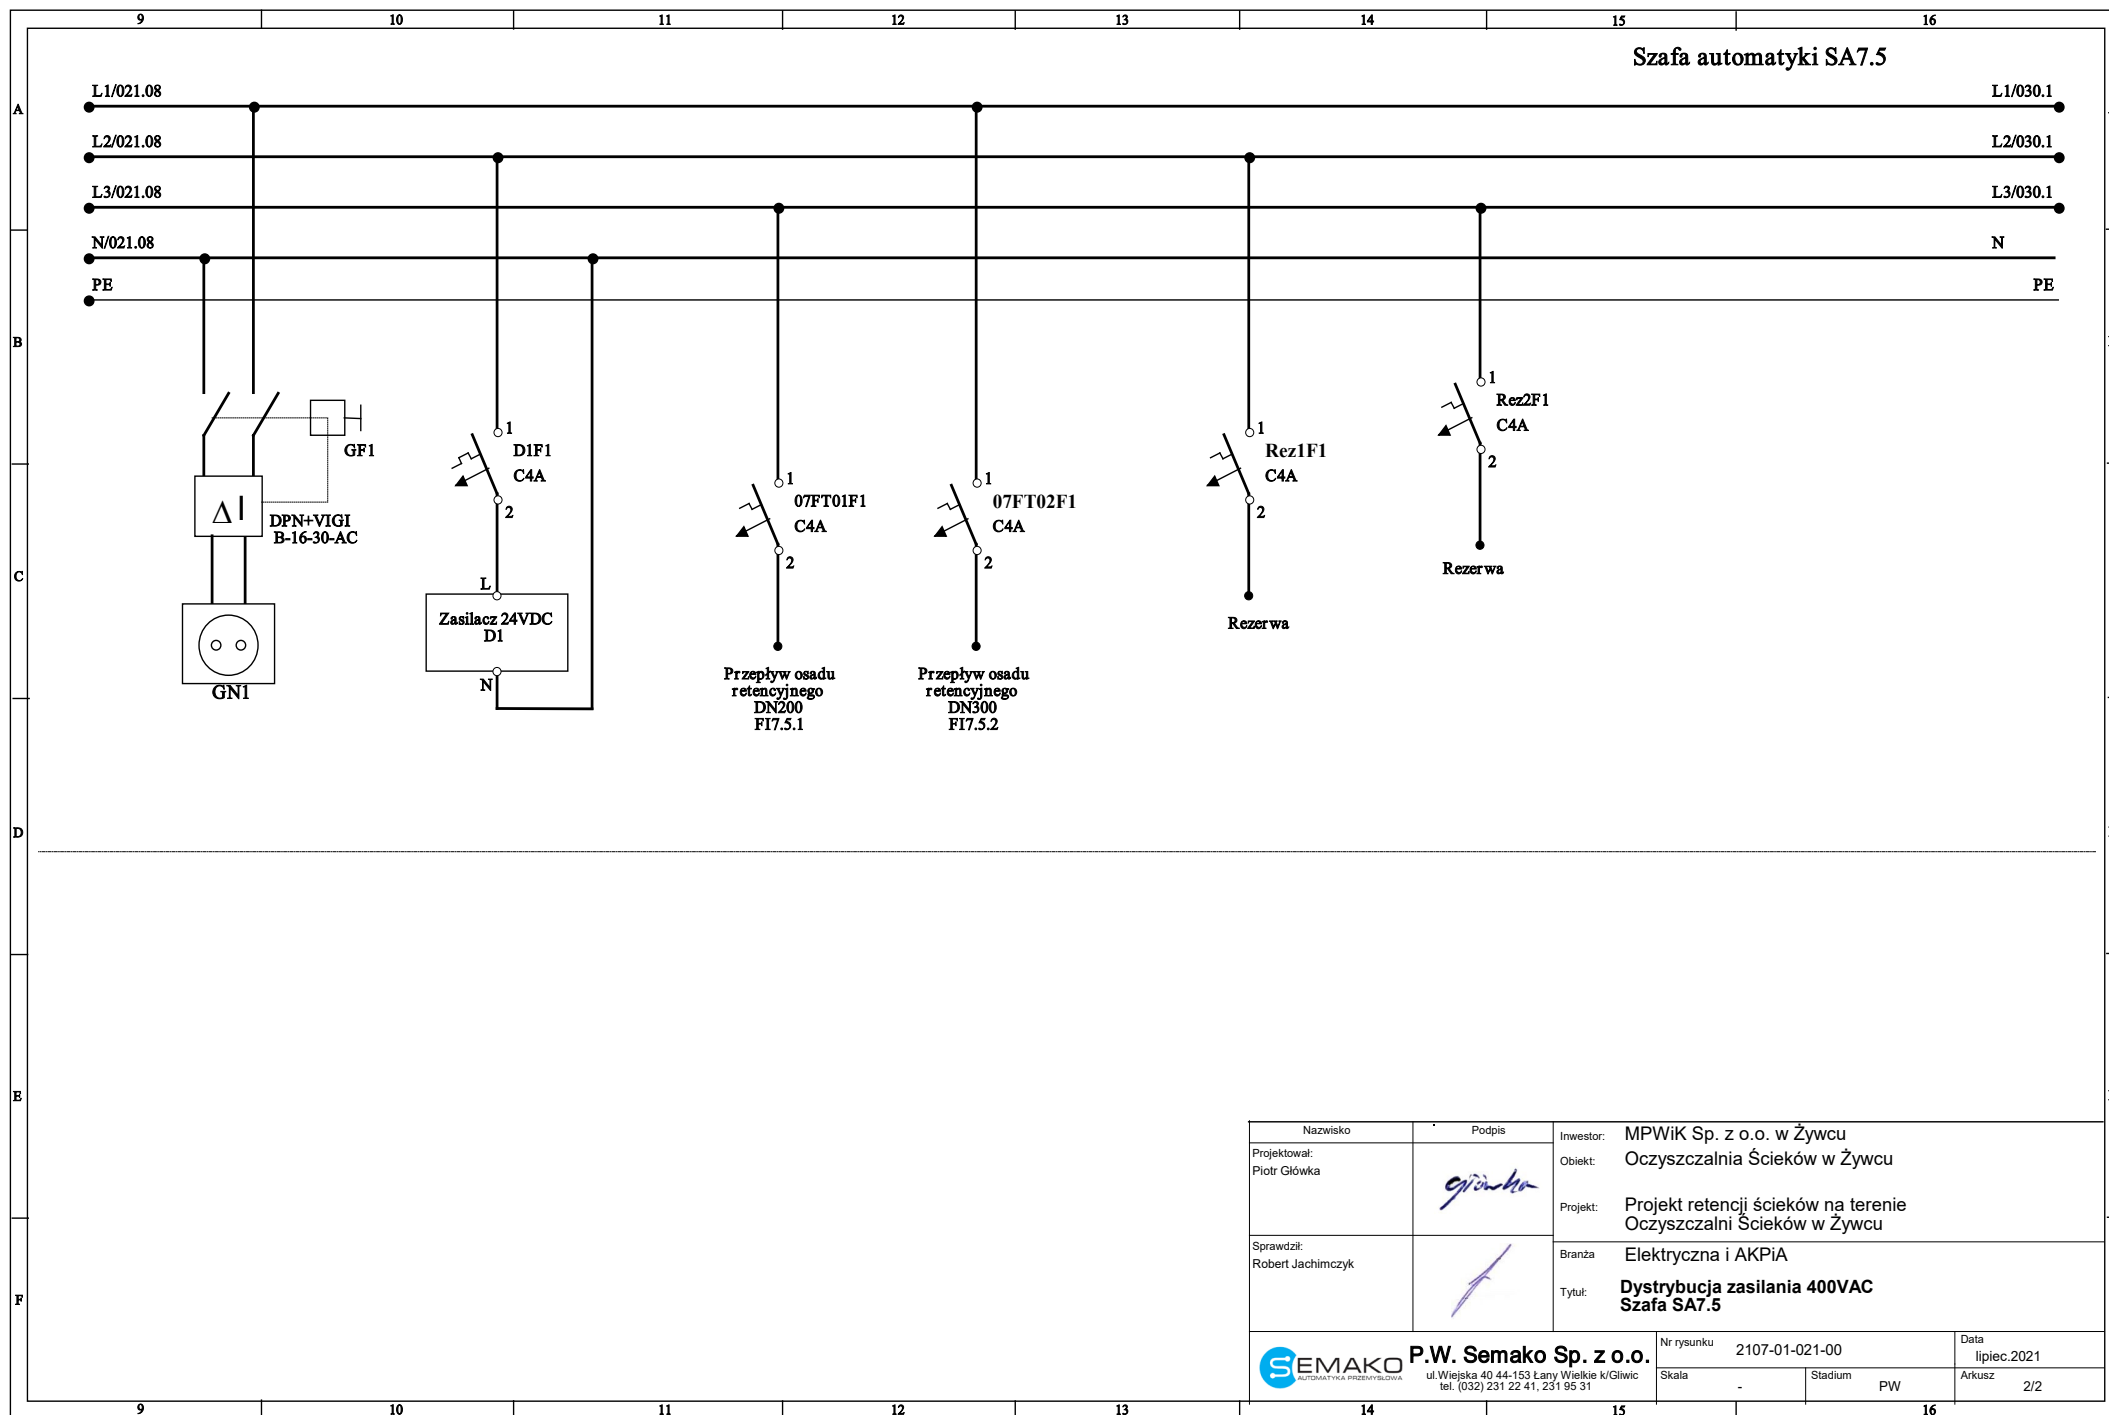 9 10 11 12 13 14 15 16
Szafa automatyki SA7.5
A
L1/021.08
L1/030.1
L2/021.08
L2/030.1
L3/021.08
L3/030.1
N/021.08
N
PE
PE
B
GF1
ΔI
DPN+VIGI
B-16-30-AC
GN1
1
D1F1
C4A
2
L
Zasilacz 24VDC
D1
N
1
07FT01F1
C4A
2
Przepływ osadu
retencyjnego
DN200
FI7.5.1
1
07FT02F1
C4A
2
Przepływ osadu
retencyjnego
DN300
FI7.5.2
1
Rez1F1
C4A
2
Rezerwa
1
Rez2F1
C4A
2
Rezerwa
C
D
E
F
Nazwisko
Podpis
Projektował:
Piotr Główka
Główka
Sprawdził:
Robert Jachimczyk
Inwestor: MPWiK Sp. z o.o. w Żywcu
Obiekt: Oczyszczalnia Ścieków w Żywcu
Projekt: Projekt retencji ścieków na terenie
Oczyszczalni Ścieków w Żywcu
Branża Elektryczna i AKPiA
Tytuł: Dystrybucja zasilania 400VAC
Szafa SA7.5
SEMAKO
AUTOMATYKA PRZEMYSŁOWA
P.W. Semako Sp. z o.o.
ul.Wiejska 40 44-153 Łany Wielkie k/Gliwic
tel. (032) 231 22 41, 231 95 31
Nr rysunku 2107-01-021-00
Data
lipiec.2021
Skala
-
Stadium
PW
Arkusz
2/2
9 10 11 12 13 14 15 16